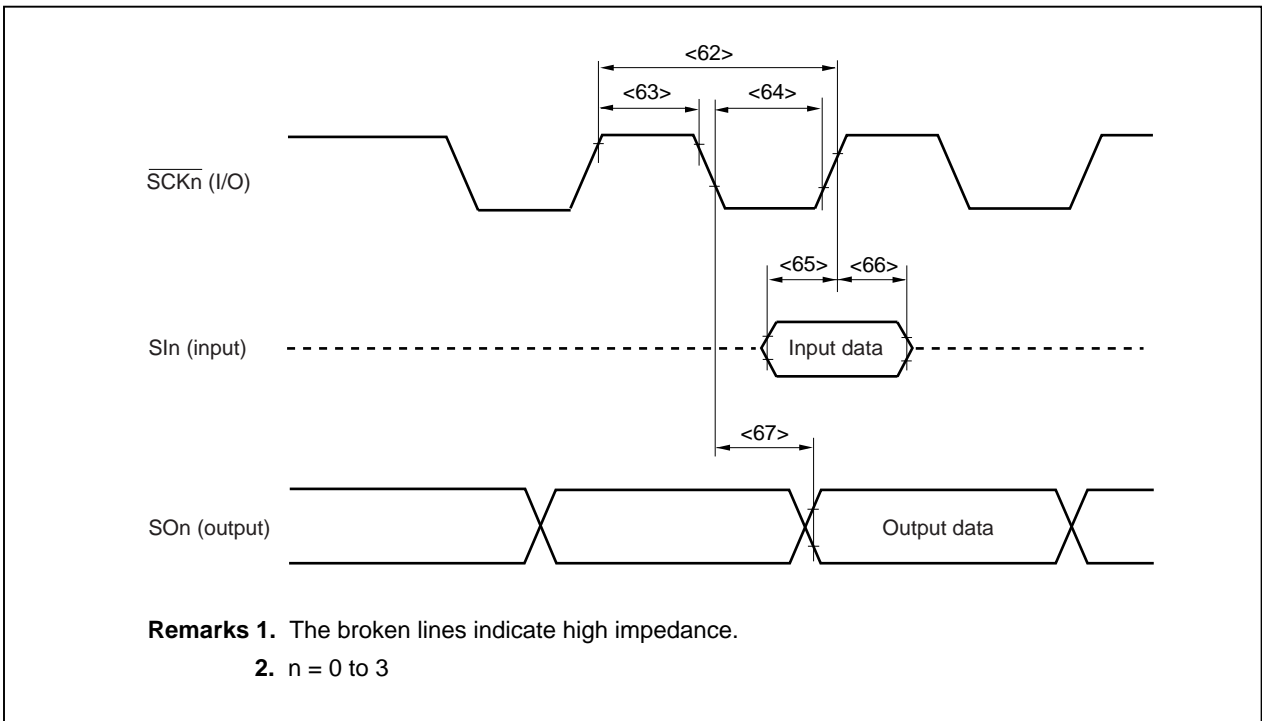 <62>
<63> <64>
SCKn (I/O)
<65> <66>
SIn (input) Input data
<67>
SOn (output) Output data
Remarks 1. The broken lines indicate high impedance.
2. n = 0 to 3